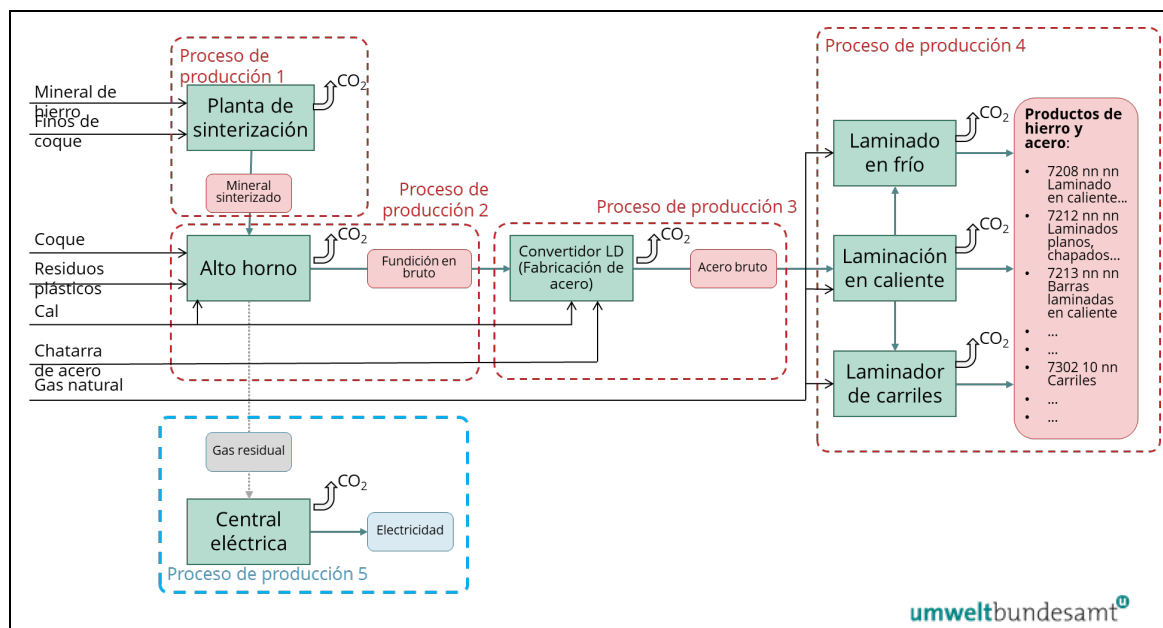 Proceso de
producción 1
CO2
Mineral de
hierro
Finos de
coque
Planta de
sinterización
Mineral
sinterizado
Proceso de
producción 2
Coque
Residuos
plásticos
Cal
Chatarra
de acero
Gas natural
Alto horno
CO2
Fundición en
bruto
Proceso de producción 3
Convertidor LD
(Fabricación de
acero)
CO2
Acero bruto
Proceso de producción 4
Laminado
en frío
CO2
Laminación
en caliente
CO2
Laminador
de carriles
CO2
Productos de
hierro y
acero:
• 7208 nn nn
Laminado
en caliente...
• 7212 nn nn
Laminados
planos,
chapados...
• 7213 nn nn
Barras
laminadas
en caliente
• ...
• ...
• 7302 10 nn
Carriles
• ...
• ...
Gas residual
Central
eléctrica
CO2
Electricidad
Proceso de producción 5
umweltbundesamt
u